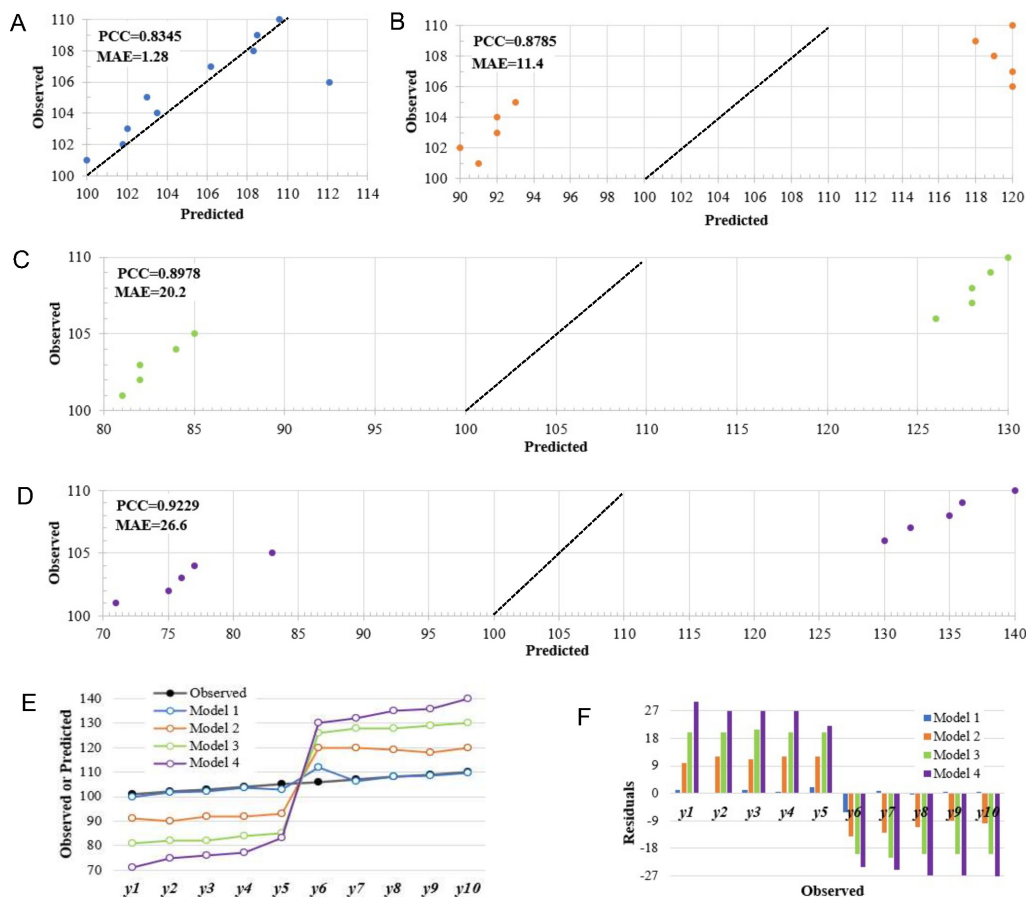 A
PCC=0.8345
MAE=1.28
Observed
110
108
106
104
102
100
100 102 104 106 108 110 112 114
Predicted
B
PCC=0.8785
MAE=11.4
Observed
110
108
106
104
102
100
90 92 94 96 98 100 102 104 106 108 110 112 114 116 118 120
Predicted
C
PCC=0.8978
MAE=20.2
Observed
110
105
100
80 85 90 95 100 105 110 115 120 125 130
Predicted
D
PCC=0.9229
MAE=26.6
Observed
110
105
100
70 75 80 85 90 95 100 105 110 115 120 125 130 135 140
Predicted
E
Observed or Predicted
140
130
120
110
100
90
80
70
Observed
Model 1
Model 2
Model 3
Model 4
y1 y2 y3 y4 y5 y6 y7 y8 y9 y10
F
Residuals
27
18
9
0
-9
-18
-27
Model 1
Model 2
Model 3
Model 4
y1 y2 y3 y4 y5 y6 y7 y8 y9 y10
Observed